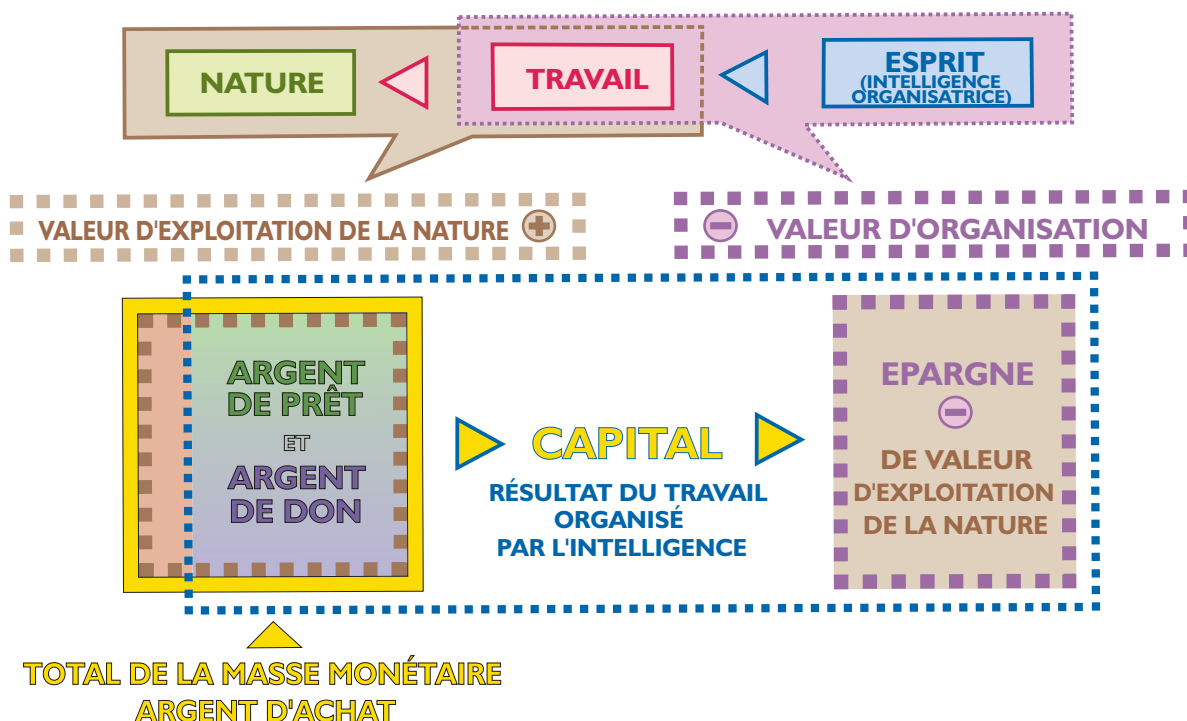 NATURE
TRAVAIL
ESPRIT
(INTELLIGENCE
ORGANISATRICE)
VALEUR D'EXPLOITATION DE LA NATURE +
− VALEUR D'ORGANISATION
ARGENT
DE PRÊT
ET
ARGENT
DE DON
CAPITAL
RÉSULTAT DU TRAVAIL
ORGANISÉ
PAR L'INTELLIGENCE
EPARGNE
−
DE VALEUR
D'EXPLOITATION
DE LA NATURE
TOTAL DE LA MASSE MONÉTAIRE
ARGENT D'ACHAT